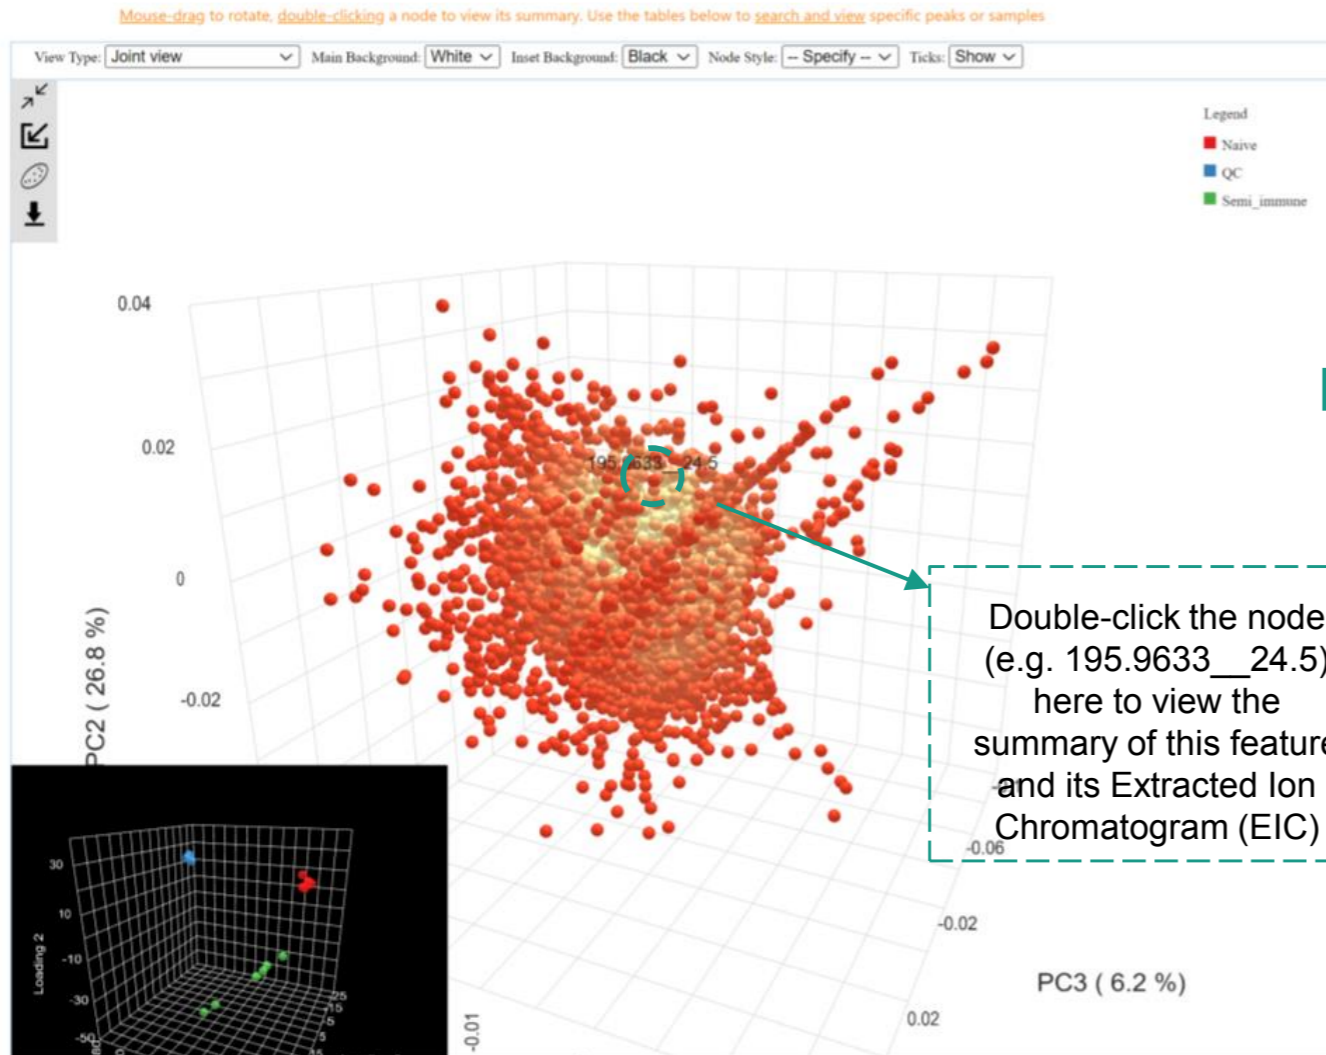 Mouse-drag to rotate, double-clicking a node to view its summary. Use the tables below to search and view specific peaks or samples
View Type: Joint view Main Background: White Inset Background: Black Node Style: -- Specify -- Ticks: Show
Legend
Naive
QC
Semi_immune
0.04
0.02
0
-0.02
PC2 ( 26.8 %)
195.9633__24.5
Double-click the node
(e.g. 195.9633__24.5)
here to view the
summary of this feature
and its Extracted Ion
Chromatogram (EIC)
-0.06
-0.02
0.02
PC3 ( 6.2 %)
-0.01
30
10
-10
-30
-50
Loading 2
25
15
5